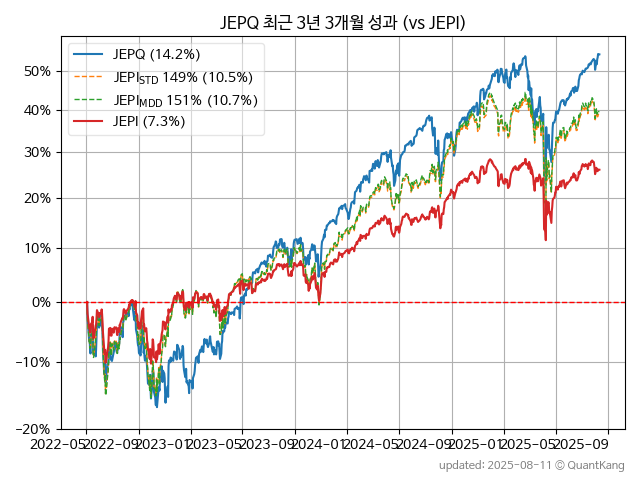 JEPQ 최근 3년 3개월 성과 (vs JEPI)
JEPQ (14.2%)
JEPISTD 149% (10.5%)
JEPIMDD 151% (10.7%)
JEPI (7.3%)
50%
40%
30%
20%
10%
0%
−10%
−20%
2022-05 2022-09 2023-01 2023-05 2023-09 2024-01 2024-05 2024-09 2025-01 2025-05 2025-09
updated: 2025-08-11 © QuantKang